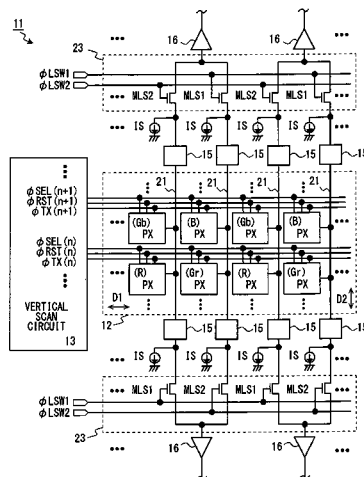 11
16 16
23
φLSW1
φLSW2
MLS2 MLS1 MLS2 MLS1
IS IS IS IS
15 15 15 15
21 21
φSEL(n+1)
φRST(n+1)
φTX(n+1)
(Gb) PX (B) PX (Gb) PX (B) PX
φSEL(n)
φRST(n)
φTX(n)
(R) PX (Gr) PX (R) PX (Gr) PX
VERTICAL
SCAN
CIRCUIT
13
D1 D2
12
15 15 15 15
IS IS IS IS
MLS1 MLS2 MLS1 MLS2
φLSW1
φLSW2
23
16 16